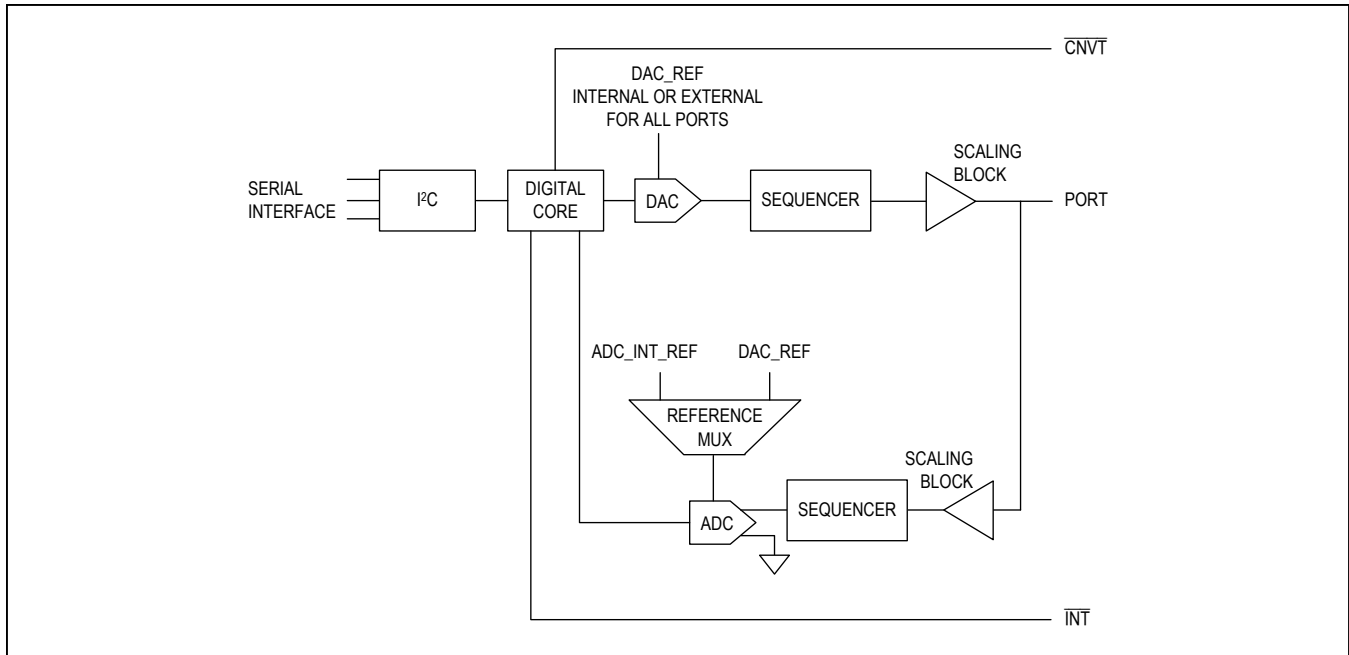 CNVT
DAC_REF
INTERNAL OR EXTERNAL
FOR ALL PORTS
SCALING
BLOCK
SERIAL
INTERFACE
I²C
DIGITAL
CORE
DAC
SEQUENCER
PORT
ADC_INT_REF
DAC_REF
REFERENCE
MUX
SCALING
BLOCK
SEQUENCER
ADC
INT